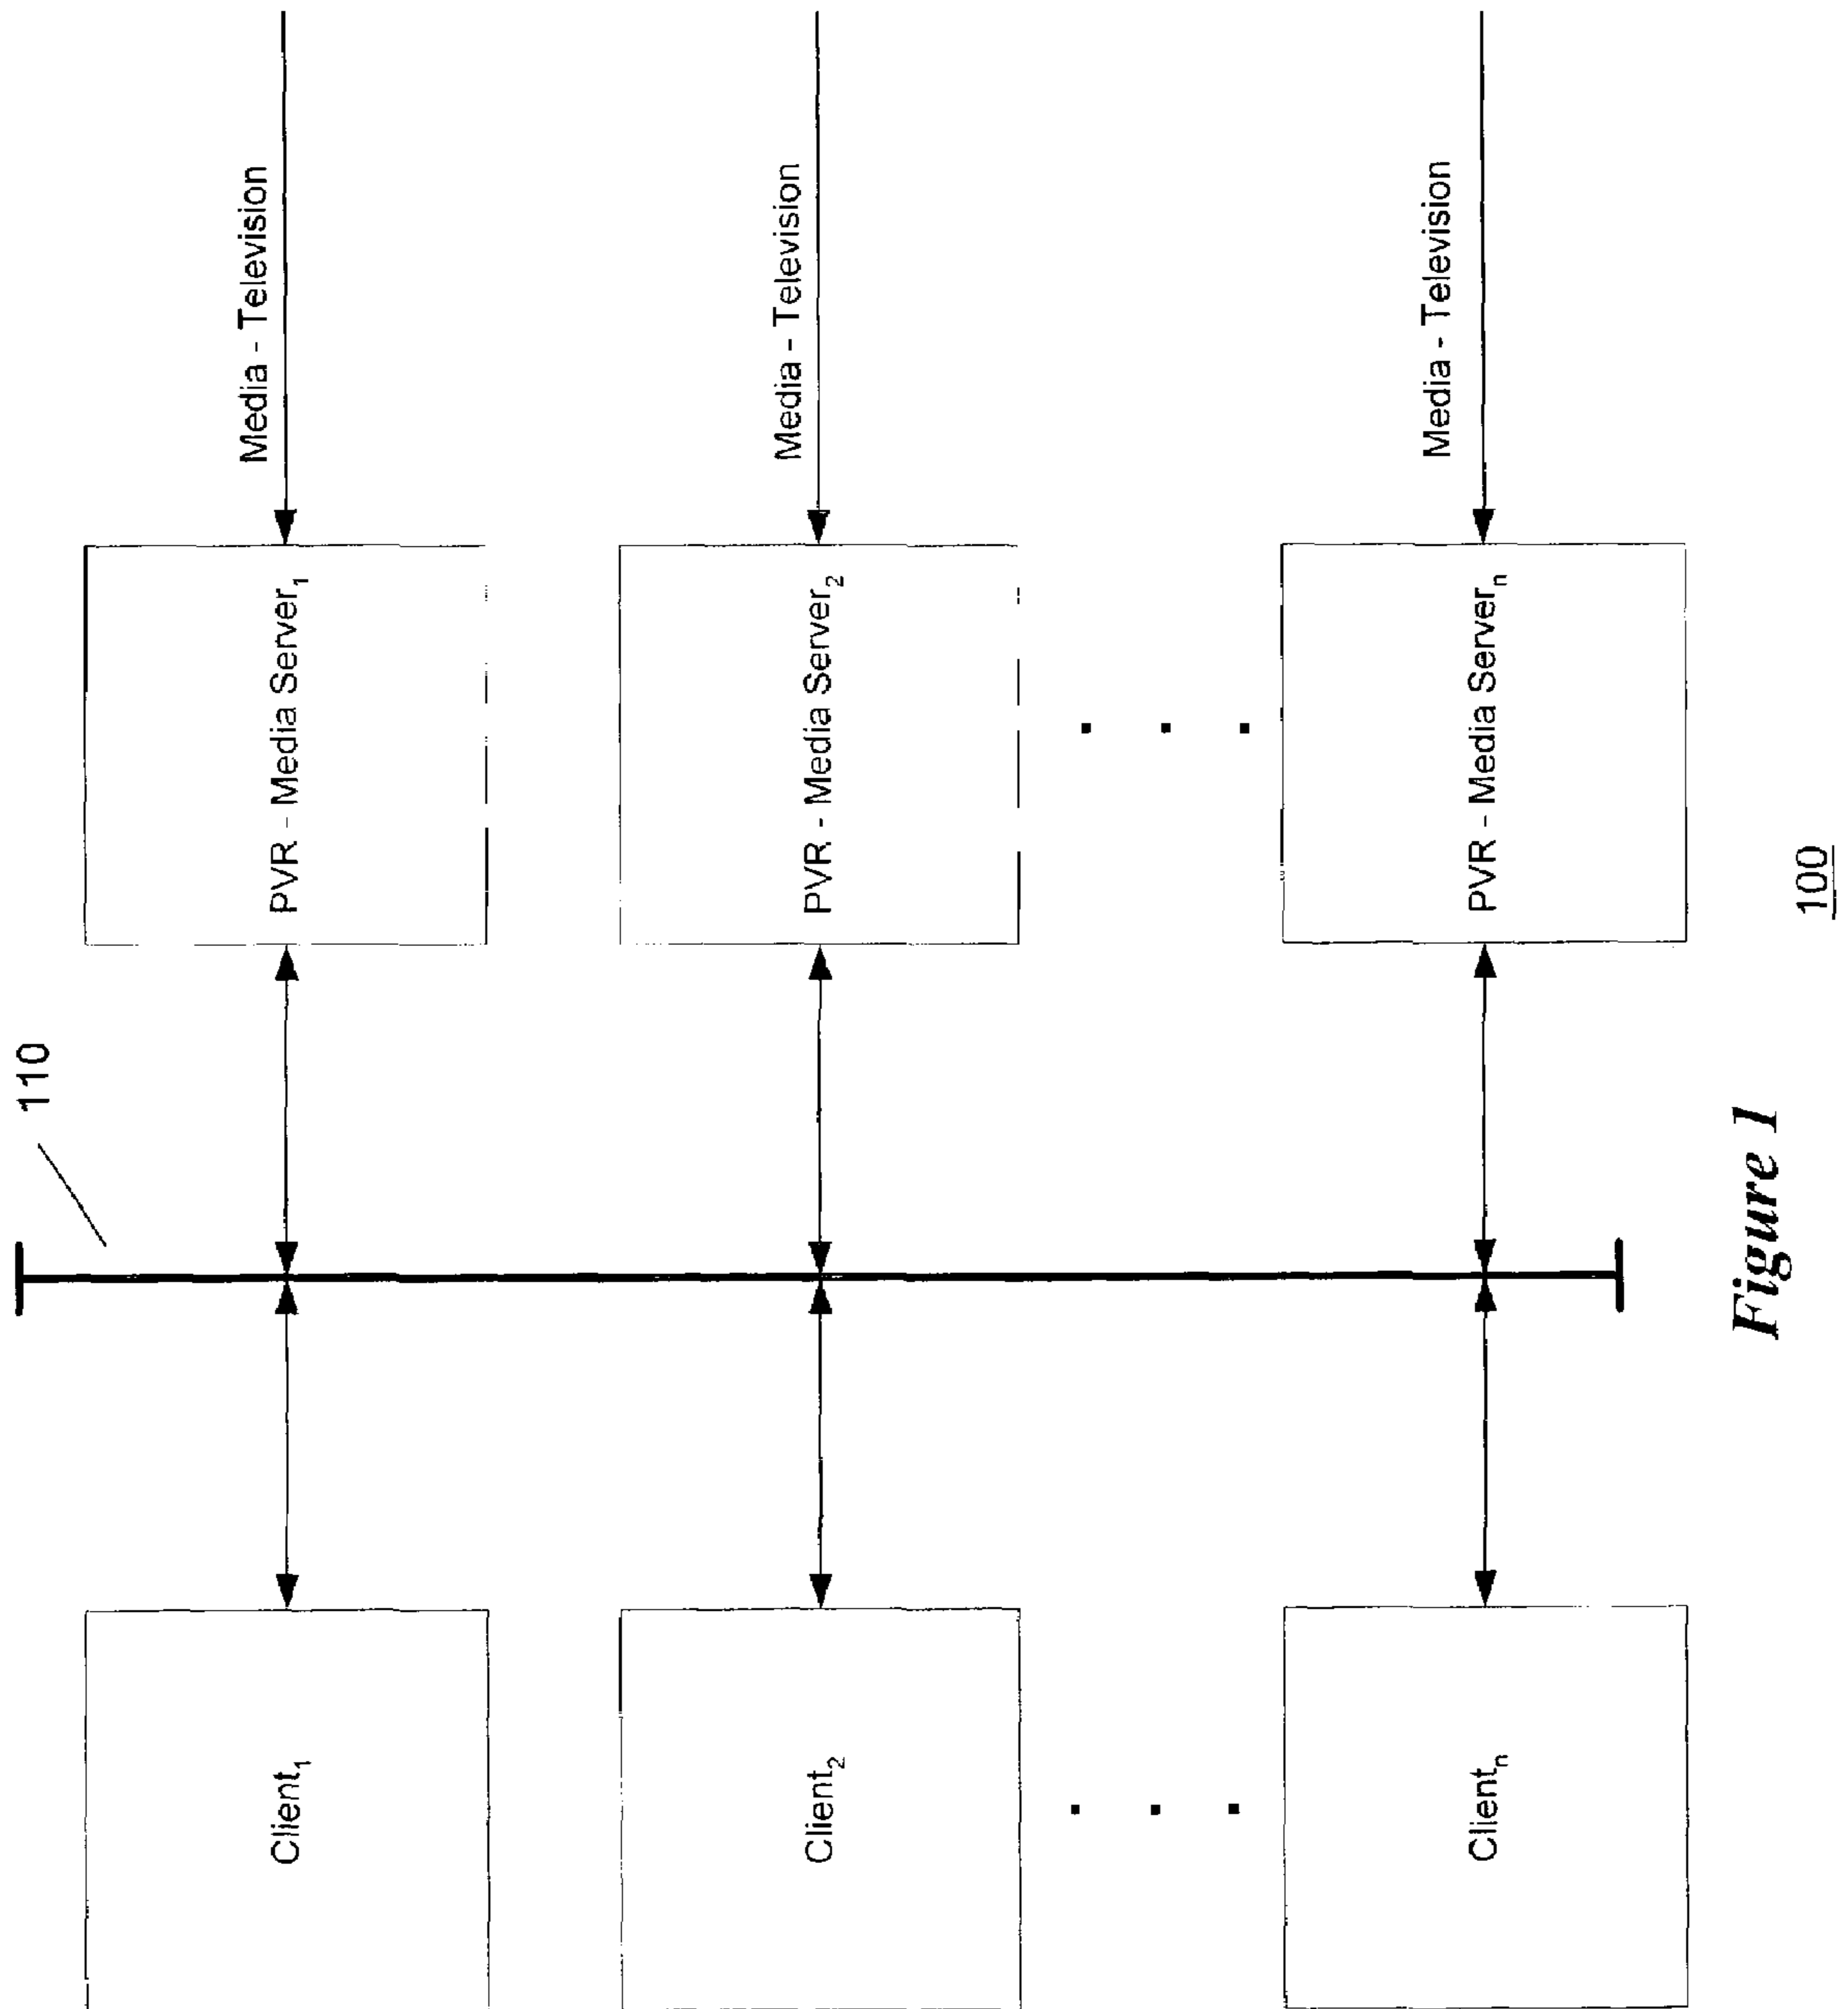 Media - Television
Media - Television
Media - Television
PVR - Media Server₁
PVR - Media Server₂
PVR - Media Serverₙ
110
Client₁
Client₂
Clientₙ
Figure 1
100